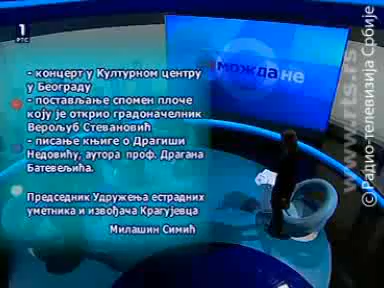 1
РТС
можда не
- концерт у Културном центру
у Београду
- постављање спомен плоче
коју је открио градоначелник
Верољуб Стевановић
- писање књиге о Драгиши
Недовићу, аутора проф. Драгана
Батевељића.
Председник Удружења естрадних
уметника и извођача Крагујевца
Милашин Симић
www.rts.rs
© Радио-телевизија Србије